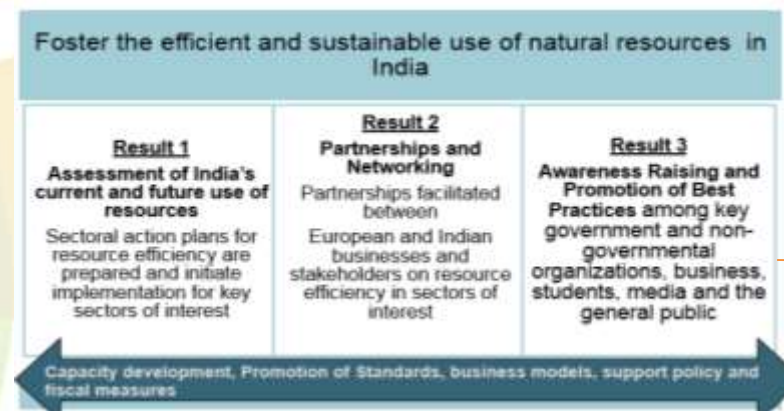 Foster the efficient and sustainable use of natural resources in
India
Result 1
Assessment of India's
current and future use of
resources
Sectoral action plans for
resource efficiency are
prepared and initiate
implementation for key
sectors of interest
Result 2
Partnerships and
Networking
Partnerships facilitated
between
European and Indian
businesses and
stakeholders on resource
efficiency in sectors of
interest
Result 3
Awareness Raising and
Promotion of Best
Practices among key
government and non-
governmental
organizations, business,
students, media and the
general public
Capacity development, Promotion of Standards, business models, support policy and
fiscal measures